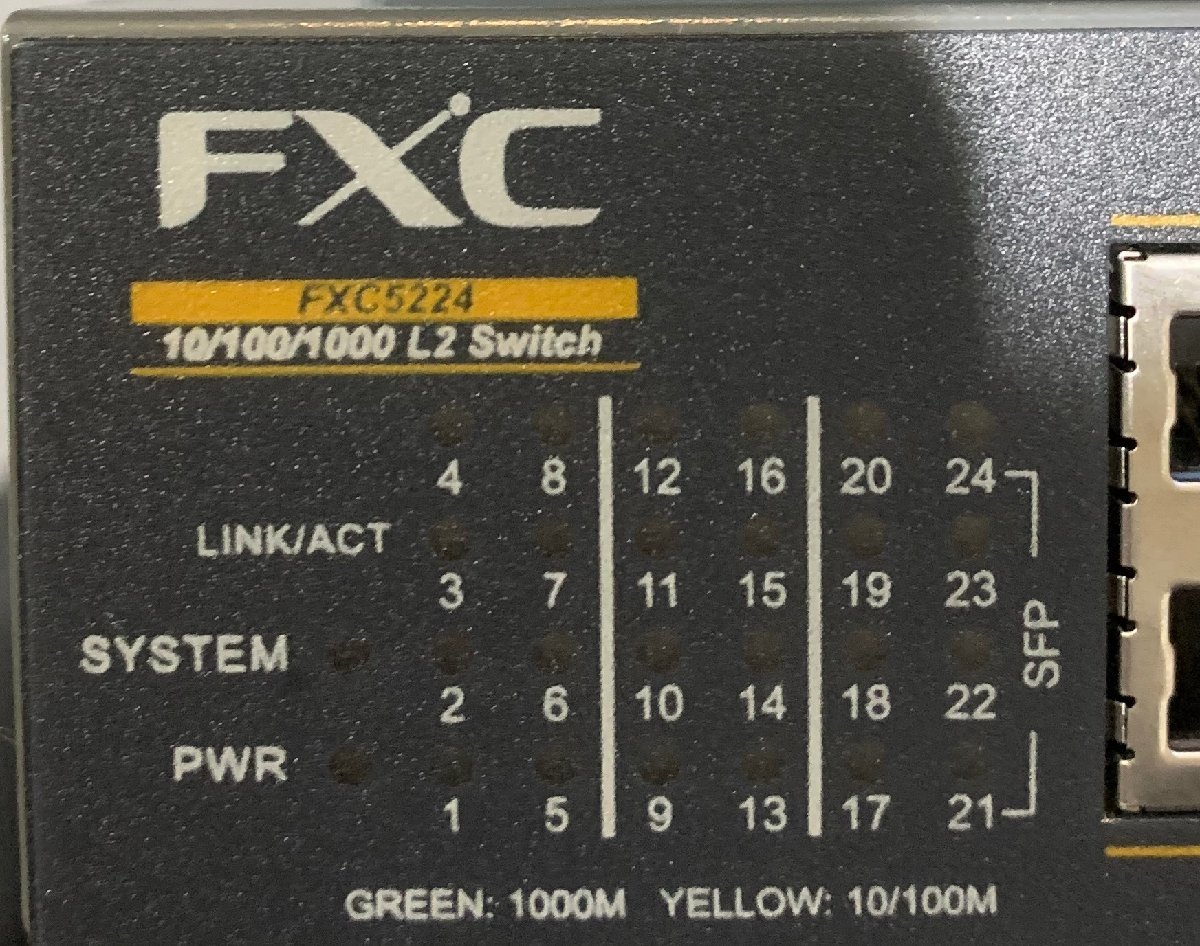 FXC
FXC5224
10/100/1000 L2 Switch
4 8 12 16 20 24
LINK/ACT
3 7 11 15 19 23
SFP
SYSTEM
2 6 10 14 18 22
PWR
1 5 9 13 17 21
GREEN: 1000M YELLOW: 10/100M